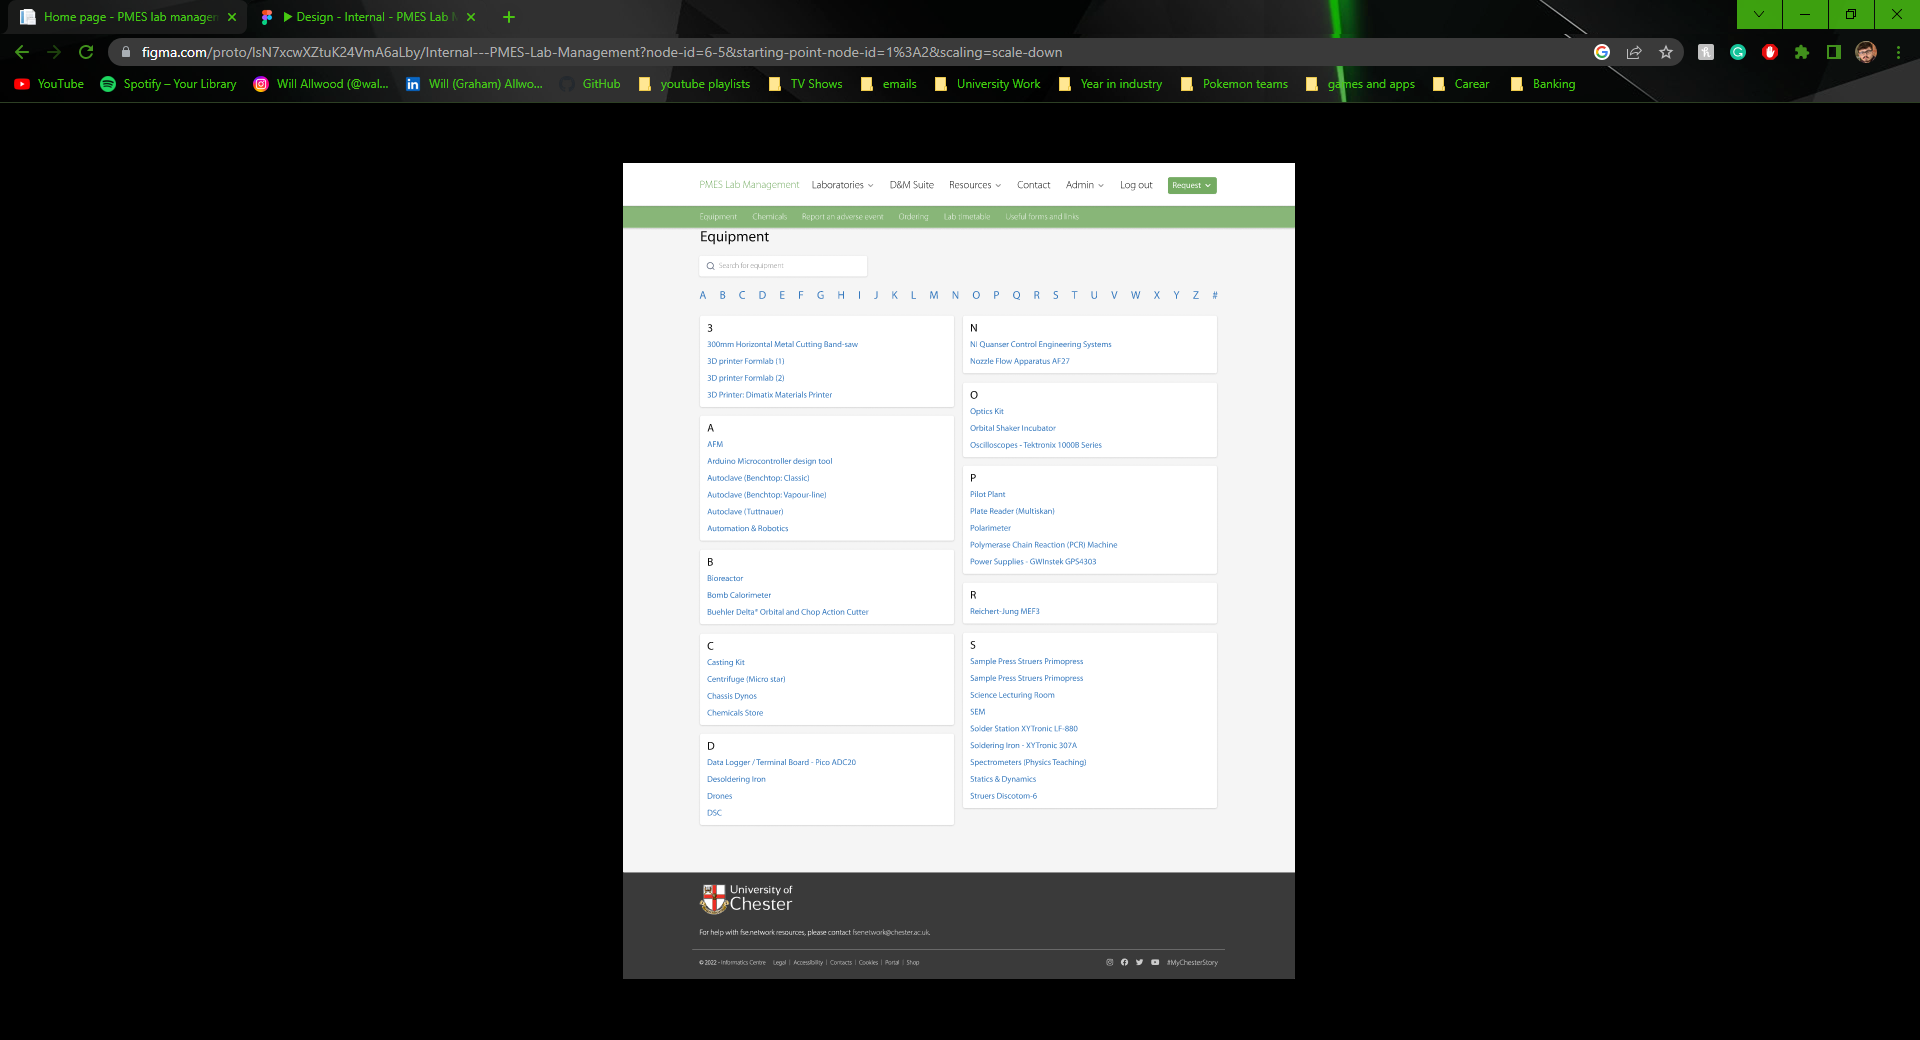 Home page - PMES lab managem
Design - Internal - PMES Lab M
figma.com/proto/lsN7xcwXZtuK24VmA6aLby/Internal---PMES-Lab-Management?node-id=6-5&starting-point-node-id=1%3A2&scaling=scale-down
YouTube Spotify – Your Library Will Allwood (@wal... Will (Graham) Allwo... GitHub youtube playlists TV Shows emails University Work Year in industry Pokemon teams games and apps Carear Banking
PMES Lab Management Laboratories D&M Suite Resources Contact Admin Log out Request
Equipment Chemicals Report an adverse event Ordering Lab timetable Useful forms and links
Equipment
Search for equipment
A B C D E F G H I J K L M N O P Q R S T U V W X Y Z #
3
300mm Horizontal Metal Cutting Band-saw
3D printer Formlab (1)
3D printer Formlab (2)
3D Printer: Dimatix Materials Printer
A
AFM
Arduino Microcontroller design tool
Autoclave (Benchtop: Classic)
Autoclave (Benchtop: Vapour-line)
Autoclave (Tuttnauer)
Automation & Robotics
B
Bioreactor
Bomb Calorimeter
Buehler Delta® Orbital and Chop Action Cutter
C
Casting Kit
Centrifuge (Micro star)
Chassis Dynos
Chemicals Store
D
Data Logger / Terminal Board - Pico ADC20
Desoldering Iron
Drones
DSC
N
NI Quanser Control Engineering Systems
Nozzle Flow Apparatus AF27
O
Optics Kit
Orbital Shaker Incubator
Oscilloscopes - Tektronix 1000B Series
P
Pilot Plant
Plate Reader (Multiskan)
Polarimeter
Polymerase Chain Reaction (PCR) Machine
Power Supplies - GWInstek GPS4303
R
Reichert-Jung MEF3
S
Sample Press Struers Primopress
Sample Press Struers Primopress
Science Lecturing Room
SEM
Solder Station XYTronic LF-880
Soldering Iron - XYTronic 307A
Spectrometers (Physics Teaching)
Statics & Dynamics
Struers Discotom-6
University of
Chester
For help with fse.network resources, please contact fsenetwork@chester.ac.uk.
© 2022 - Informatics Centre Legal | Accessibility | Contacts | Cookies | Portal | Shop
#MyChesterStory